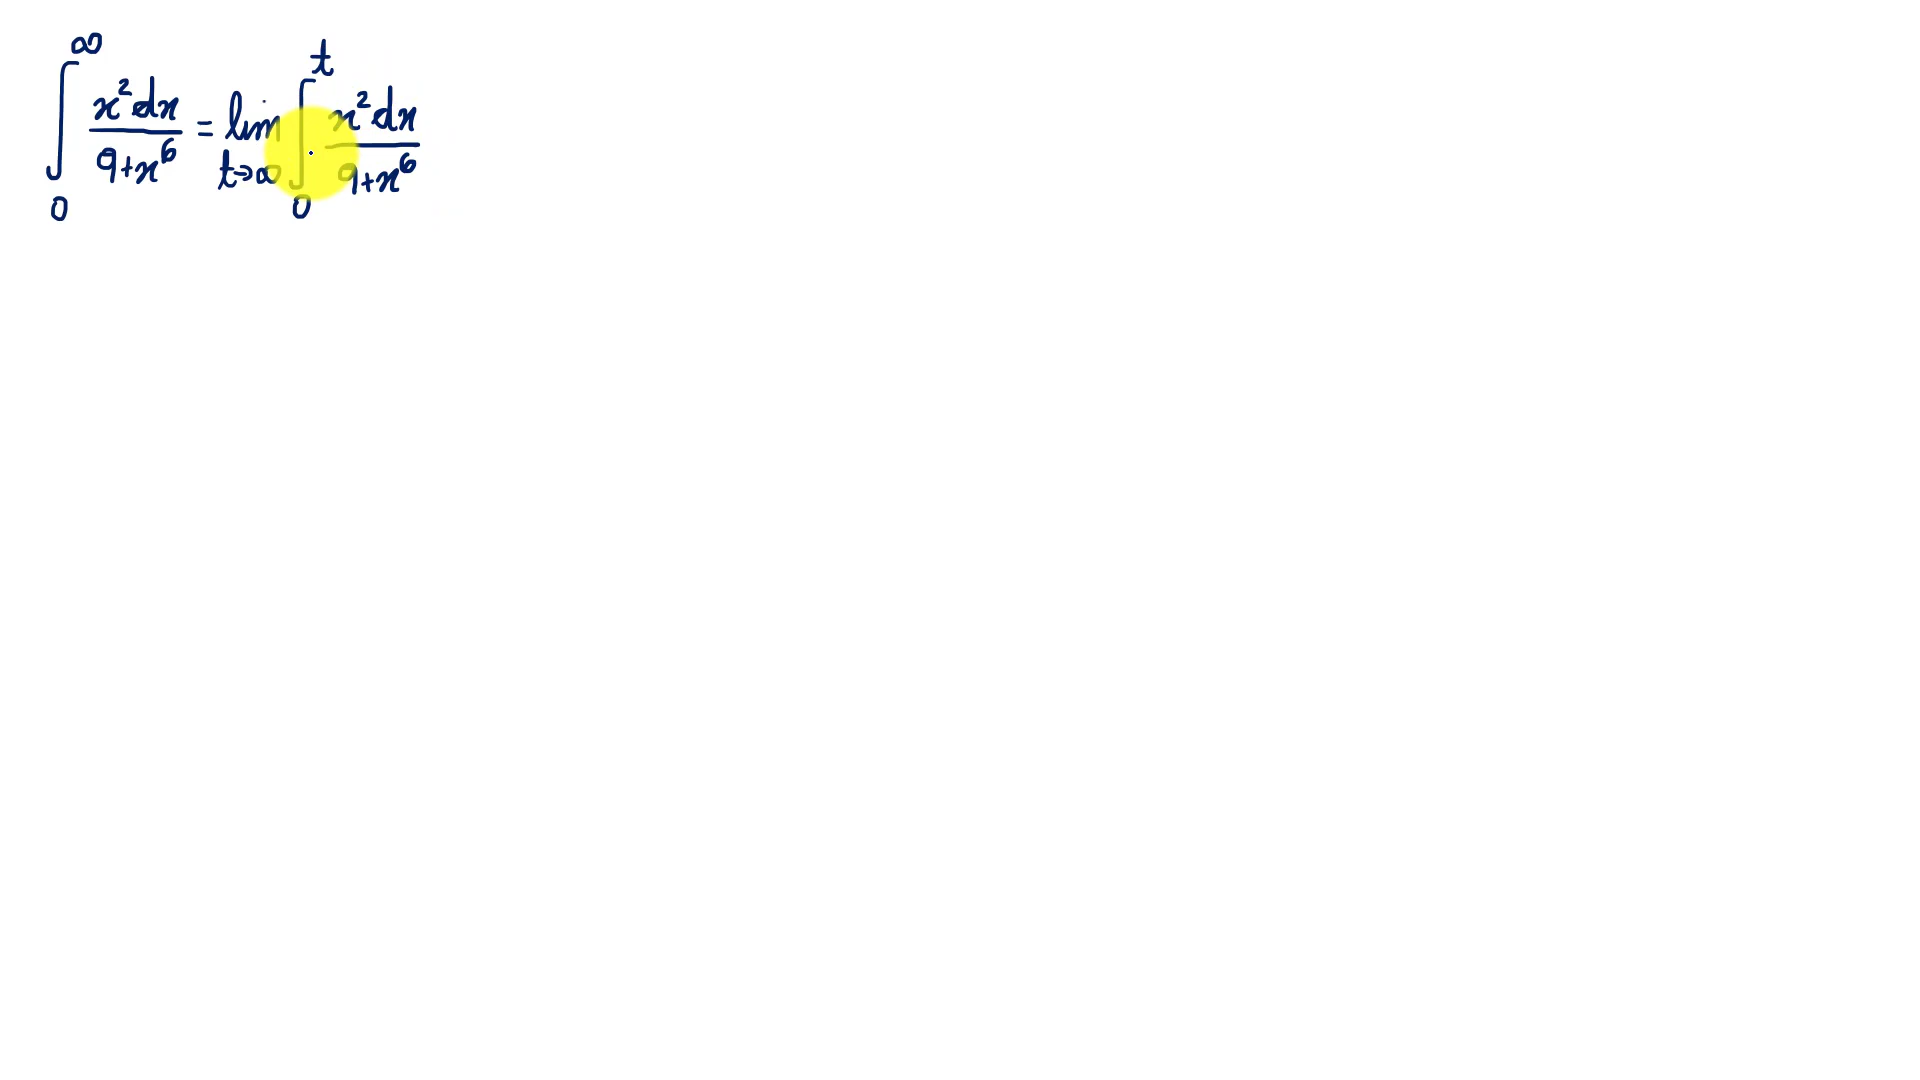 ∫₀^∞ x²dx/(9+x⁶) = lim_{t→∞} ∫₀^t x²dx/(9+x⁶)